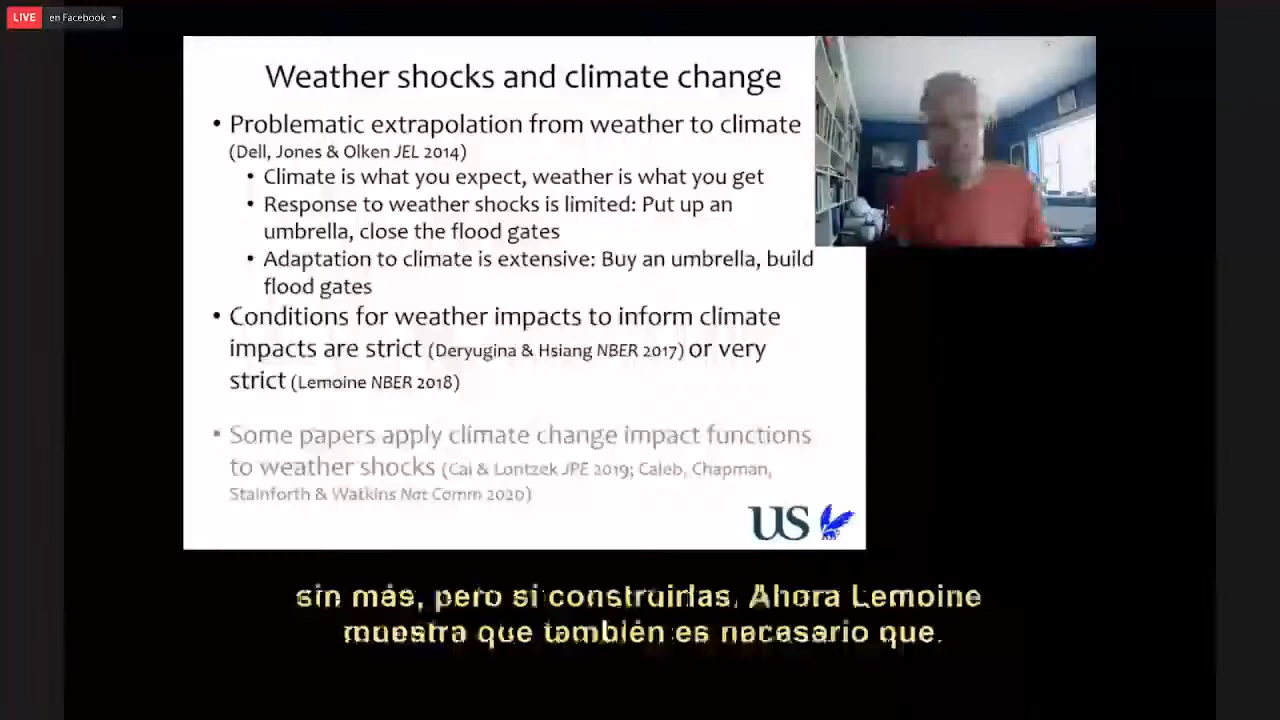 LIVE en Facebook
Weather shocks and climate change
• Problematic extrapolation from weather to climate
(Dell, Jones & Olken JEL 2014)
• Climate is what you expect, weather is what you get
• Response to weather shocks is limited: Put up an
umbrella, close the flood gates
• Adaptation to climate is extensive: Buy an umbrella, build
flood gates
• Conditions for weather impacts to inform climate
impacts are strict (Deryugina & Hsiang NBER 2017) or very
strict (Lemoine NBER 2018)
• Some papers apply climate change impact functions
to weather shocks (Cai & Lontzek JPE 2019; Caleb, Chapman,
Stainforth & Watkins Nat Comm 2020)
US
sin más, pero si construirlas. Ahora Lemoine
muestra que también es necesario que.